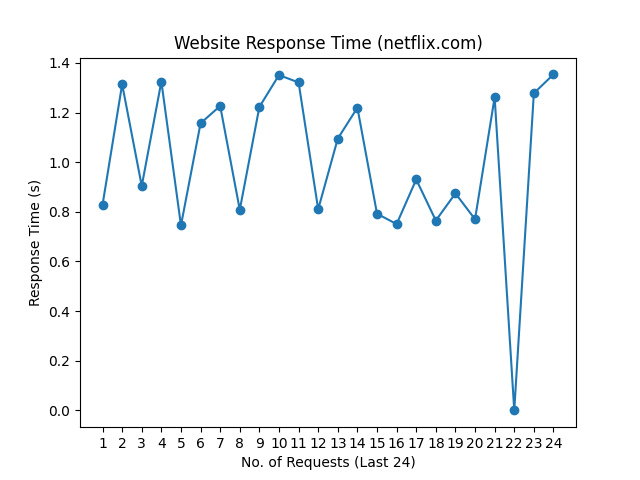 Website Response Time (netflix.com)
1.4
1.2
1.0
0.8
0.6
0.4
0.2
0.0
Response Time (s)
1 2 3 4 5 6 7 8 9 10 11 12 13 14 15 16 17 18 19 20 21 22 23 24
No. of Requests (Last 24)